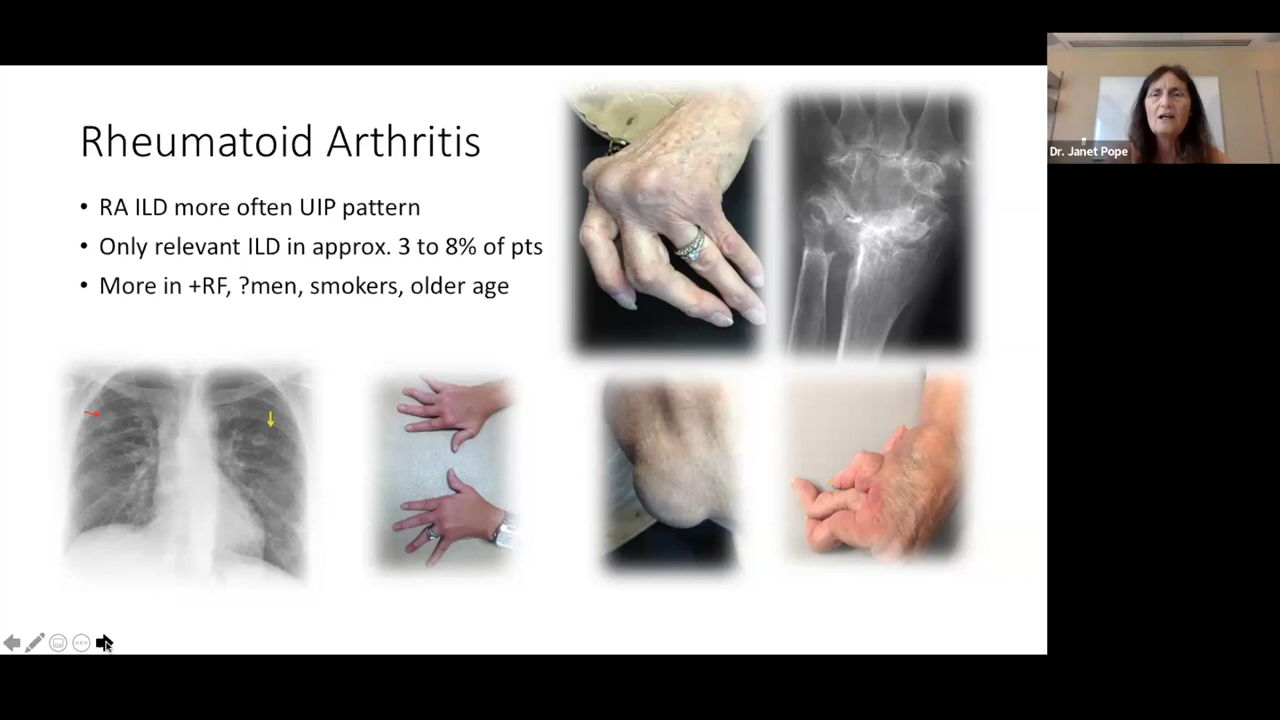 Rheumatoid Arthritis
• RA ILD more often UIP pattern
• Only relevant ILD in approx. 3 to 8% of pts
• More in +RF, ?men, smokers, older age
Dr. Janet Pope